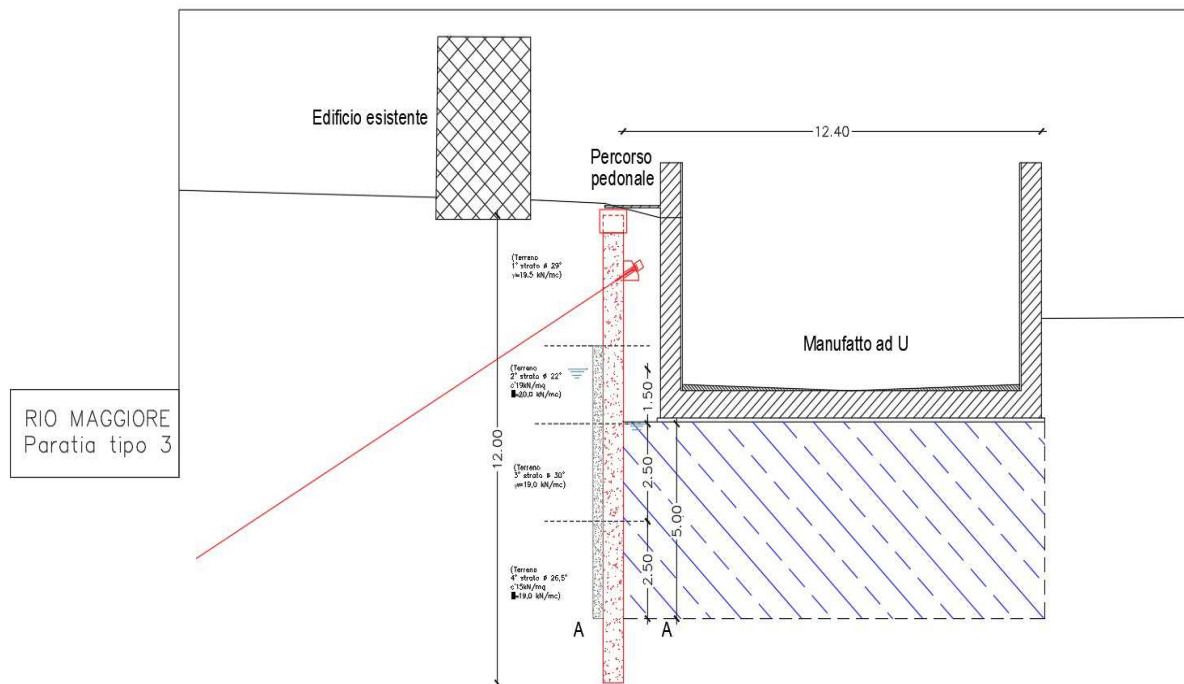 Edificio esistente
12.40
Percorso
pedonale
(Terreno
1° strato ø 29°
γ=19.5 kN/mc)
Manufatto ad U
(Terreno
2° strato ø 22°
c'19kN/mq
=20,0 kN/mc)
1.50
RIO MAGGIORE
Paratia tipo 3
12.00
(Terreno
3° strato ø 30°
γ=19,0 kN/mc)
2.50
5.00
(Terreno
4° strato ø 26,5°
c'15kN/mq
=19,0 kN/mc)
2.50
A
A